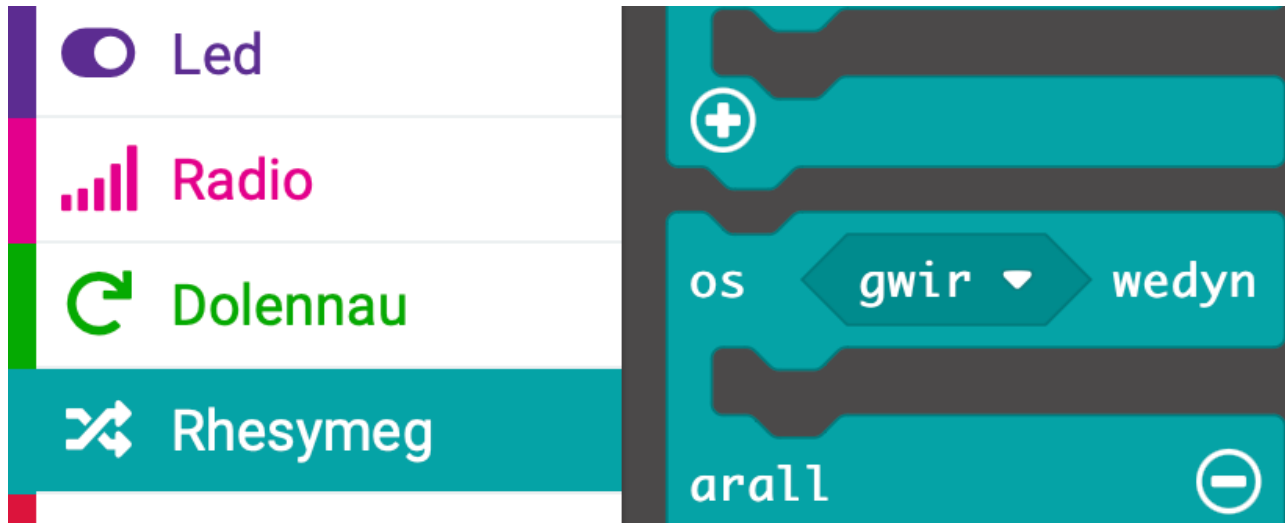 Led
Radio
Dolennau
Rhesymeg
os gwir wedyn
arall